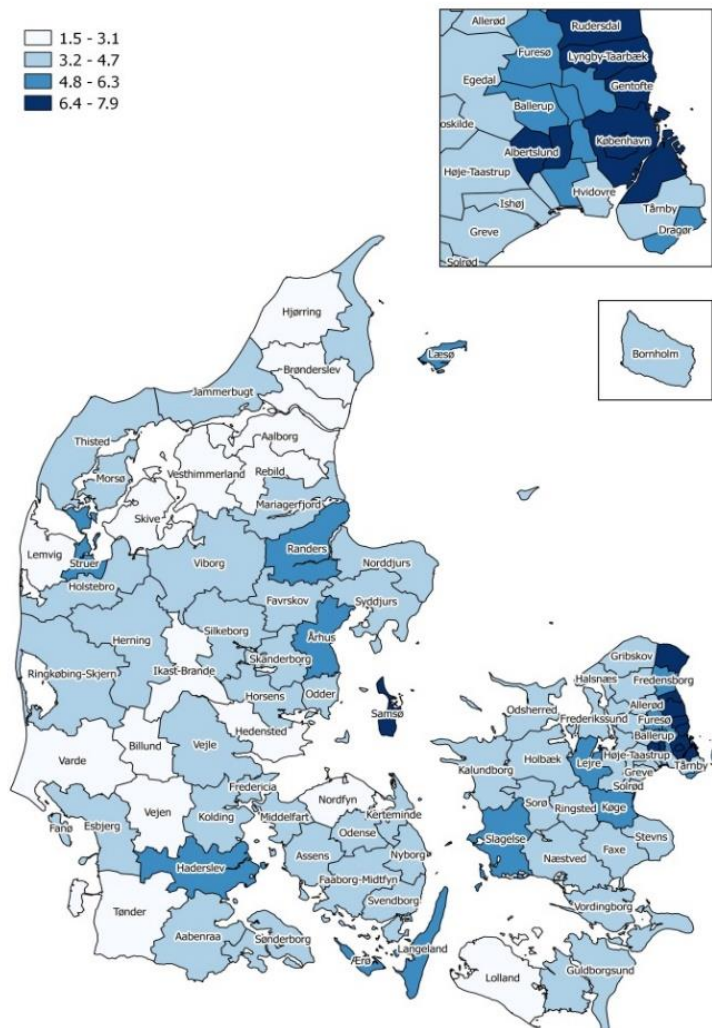 1.5 - 3.1
3.2 - 4.7
4.8 - 6.3
6.4 - 7.9
Allerød
Rudersdal
Furesø
Lyngby-Taarbæk
Egedal
Gentofte
Ballerup
oskilde
København
Albertslund
Høje-Taastrup
Hvidovre
Ishøj
Tårnby
Greve
Dragør
Solrød
Hjørring
Læsø
Bornholm
Brønderslev
Jammerbugt
Thisted
Aalborg
Vesthimmerland
Rebild
Morsø
Mariagerfjord
Skive
Lemvig
Randers
Struer
Viborg
Norddjurs
Holstebro
Favrskov
Syddjurs
Herning
Silkeborg
Århus
Skanderborg
Ringkøbing-Skjern
Ikast-Brande
Horsens
Odder
Samsø
Hedensted
Billund
Varde
Vejle
Fredericia
Nordfyn
Vejen
Kolding
Middelfart
Kerteminde
Fanø
Esbjerg
Odense
Assens
Nyborg
Haderslev
Faaborg-Midtfyn
Svendborg
Tønder
Aabenraa
Sønderborg
Ærø
Langeland
Gribskov
Halsnæs
Fredensborg
Odsherred
Allerød
Frederikssund
Furesø
Ballerup
Holbæk
Høje-Taastrup
Kalundborg
Lejre
Greve
Tårnby
Solrød
Sorø
Ringsted
Køge
Slagelse
Stevns
Næstved
Faxe
Vordingborg
Lolland
Guldborgsund